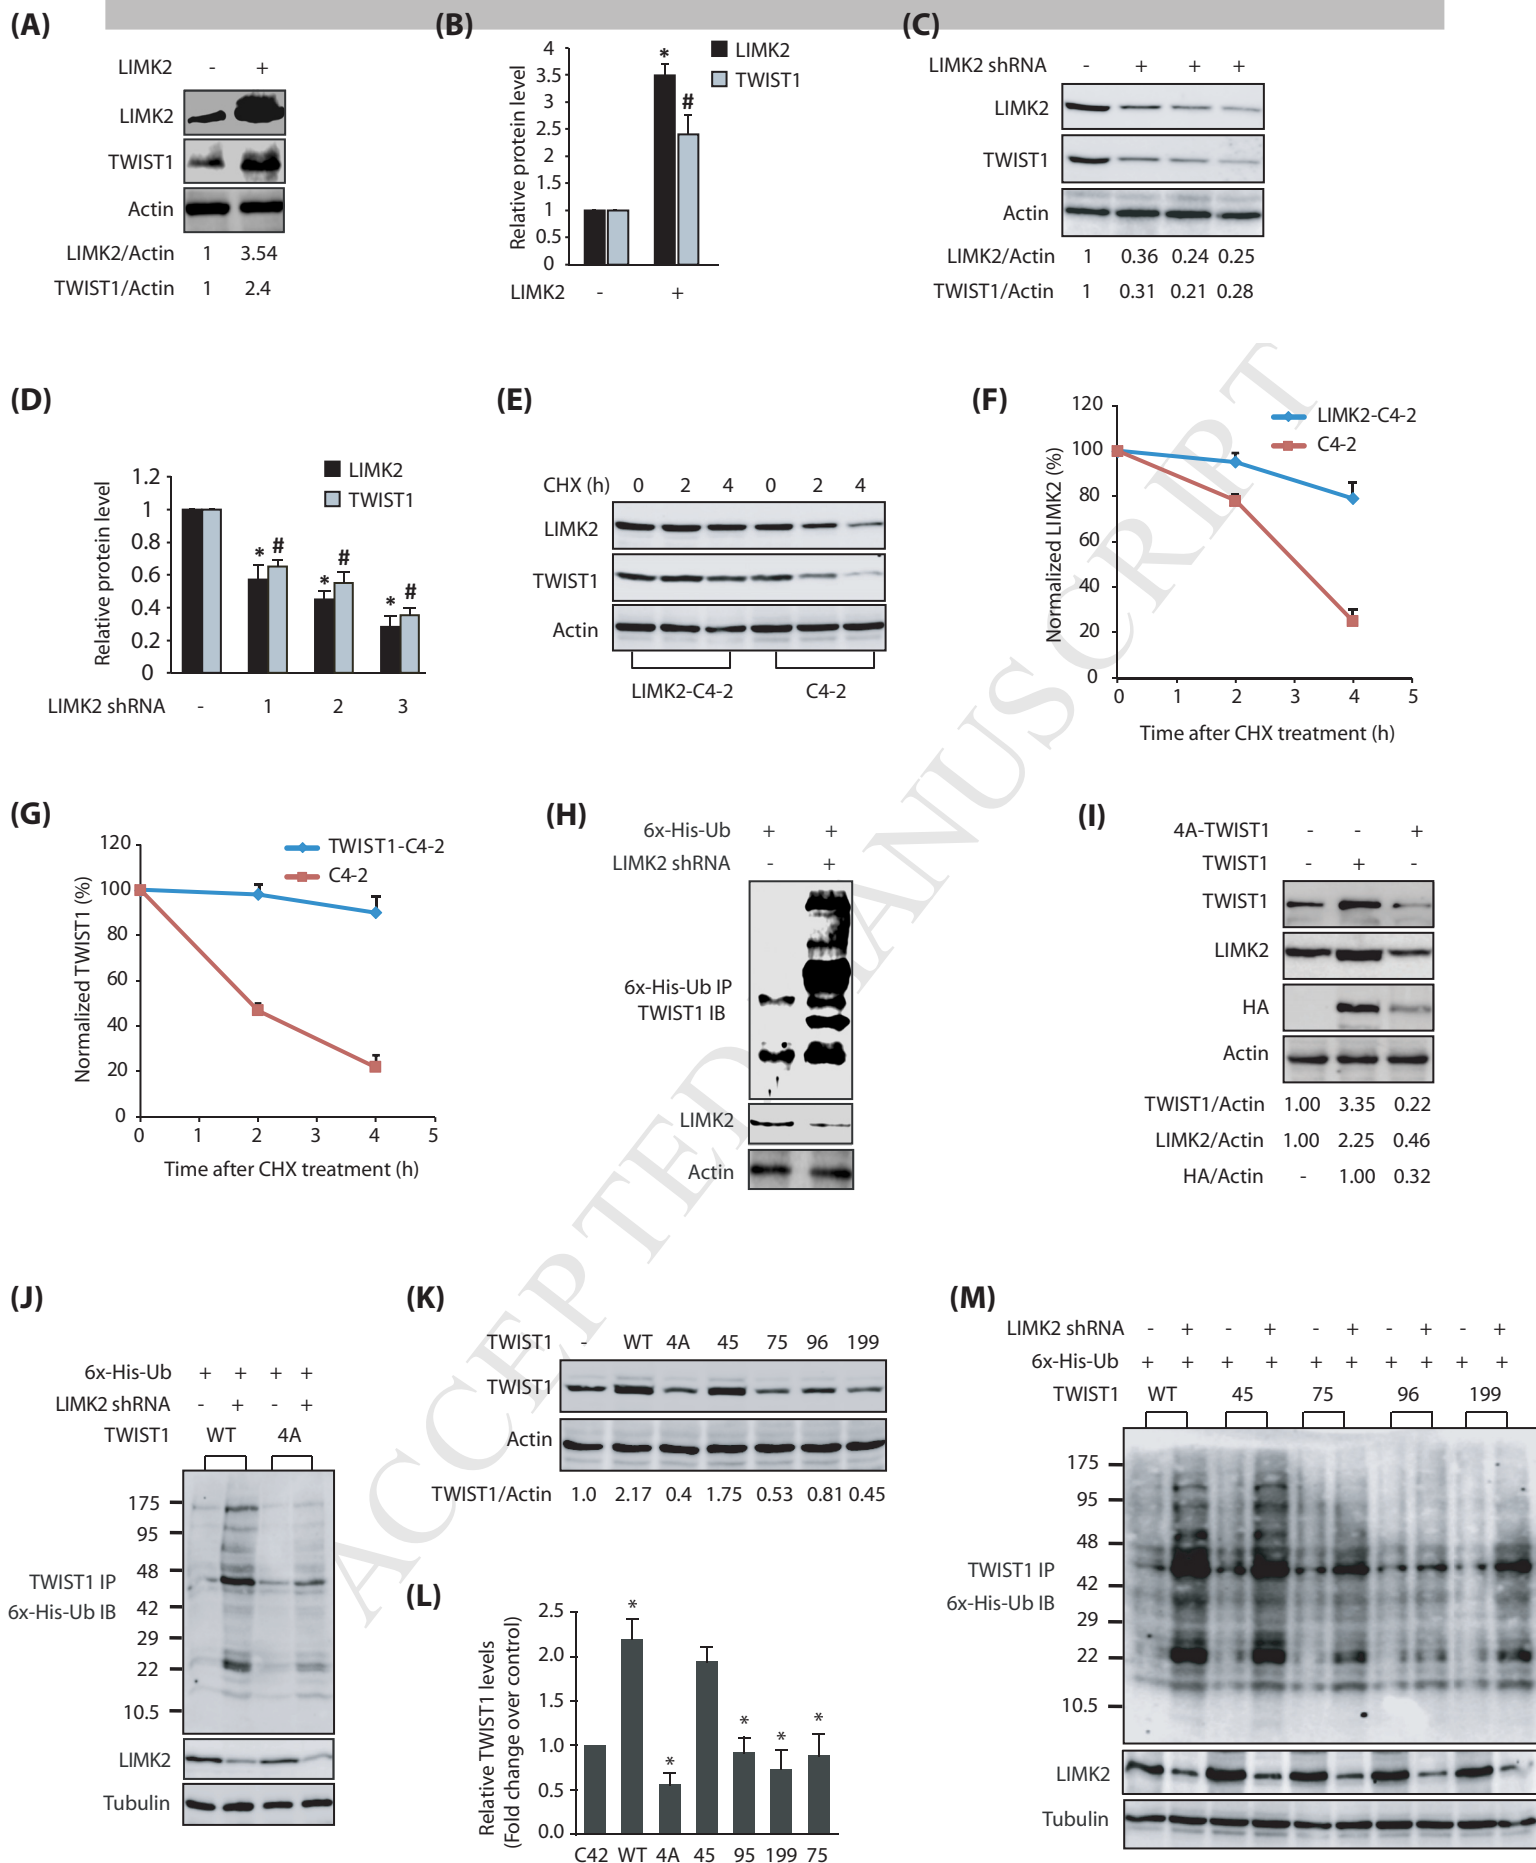 (A)
LIMK2 - +
LIMK2
TWIST1
Actin
LIMK2/Actin 1 3.54
TWIST1/Actin 1 2.4
(B)
Relative protein level
4
3.5
3
2.5
2
1.5
1
0.5
0
* #
LIMK2
TWIST1
LIMK2 - +
(C)
LIMK2 shRNA - + + +
LIMK2
TWIST1
Actin
LIMK2/Actin 1 0.36 0.24 0.25
TWIST1/Actin 1 0.31 0.21 0.28
(D)
Relative protein level
1.2
1
0.8
0.6
0.4
0.2
0
LIMK2
TWIST1
* # * # * #
LIMK2 shRNA - 1 2 3
(E)
CHX (h) 0 2 4 0 2 4
LIMK2
TWIST1
Actin
LIMK2-C4-2 C4-2
(F)
Normalized LIMK2 (%)
120
100
80
60
40
20
0
LIMK2-C4-2
C4-2
0 1 2 3 4 5
Time after CHX treatment (h)
(G)
Normalized TWIST1 (%)
120
100
80
60
40
20
0
TWIST1-C4-2
C4-2
0 1 2 3 4 5
Time after CHX treatment (h)
(H)
6x-His-Ub + +
LIMK2 shRNA - +
6x-His-Ub IP
TWIST1 IB
LIMK2
Actin
(I)
4A-TWIST1 - - +
TWIST1 - + -
TWIST1
LIMK2
HA
Actin
TWIST1/Actin 1.00 3.35 0.22
LIMK2/Actin 1.00 2.25 0.46
HA/Actin - 1.00 0.32
(J)
6x-His-Ub + + + +
LIMK2 shRNA - + - +
TWIST1 WT 4A
175
95
48
TWIST1 IP
42
6x-His-Ub IB
29
22
10.5
LIMK2
Tubulin
(K)
TWIST1 - WT 4A 45 75 96 199
TWIST1
Actin
TWIST1/Actin 1.0 2.17 0.4 1.75 0.53 0.81 0.45
(L)
Relative TWIST1 levels
(Fold change over control)
2.5
2.0
1.5
1.0
0.5
0.0
* * * * *
C42 WT 4A 45 95 199 75
(M)
LIMK2 shRNA - + - + - + - + - +
6x-His-Ub + + + + + + + + + +
TWIST1 WT 45 75 96 199
175
95
48
TWIST1 IP
42
6x-His-Ub IB
29
22
10.5
LIMK2
Tubulin
ACCEPTED MANUSCRIPT